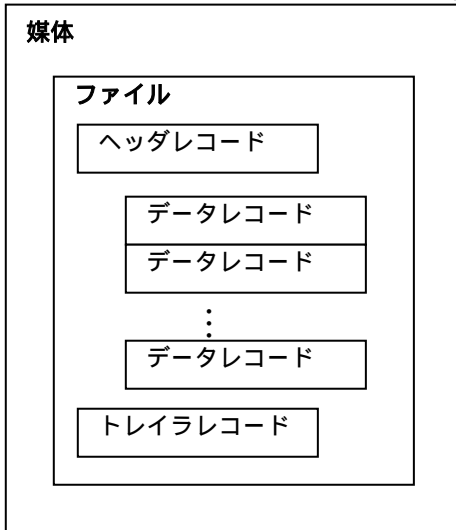 媒体
ファイル
ヘッダレコード
データレコード
データレコード
⋮
データレコード
トレイラレコード